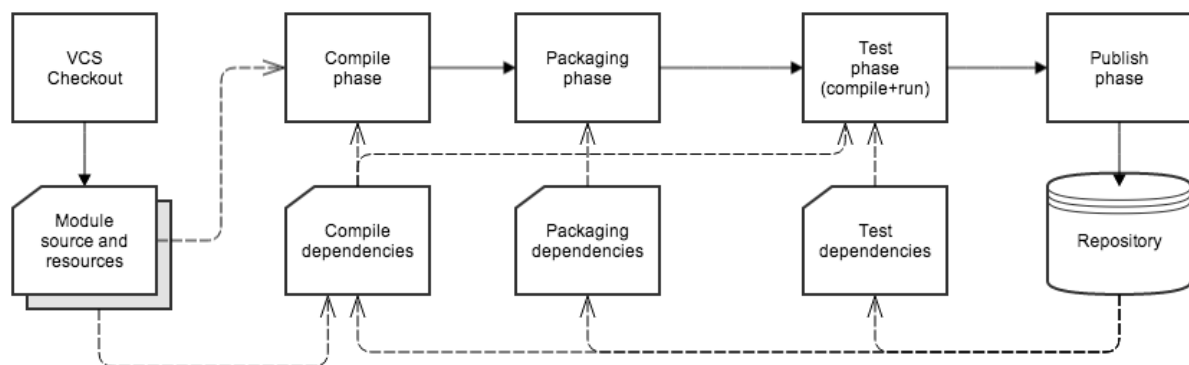 VCS
Checkout
Compile
phase
Packaging
phase
Test
phase
(compile+run)
Publish
phase
Module
source and
resources
Compile
dependencies
Packaging
dependencies
Test
dependencies
Repository